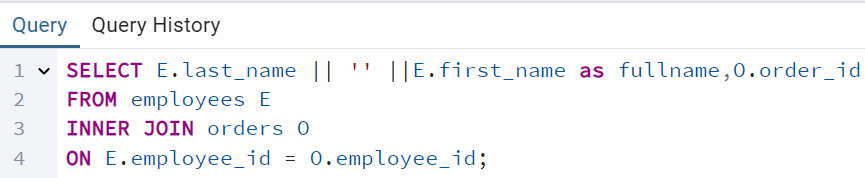 Query Query History
1 SELECT E.last_name || '' ||E.first_name as fullname,O.order_id
2 FROM employees E
3 INNER JOIN orders O
4 ON E.employee_id = O.employee_id;